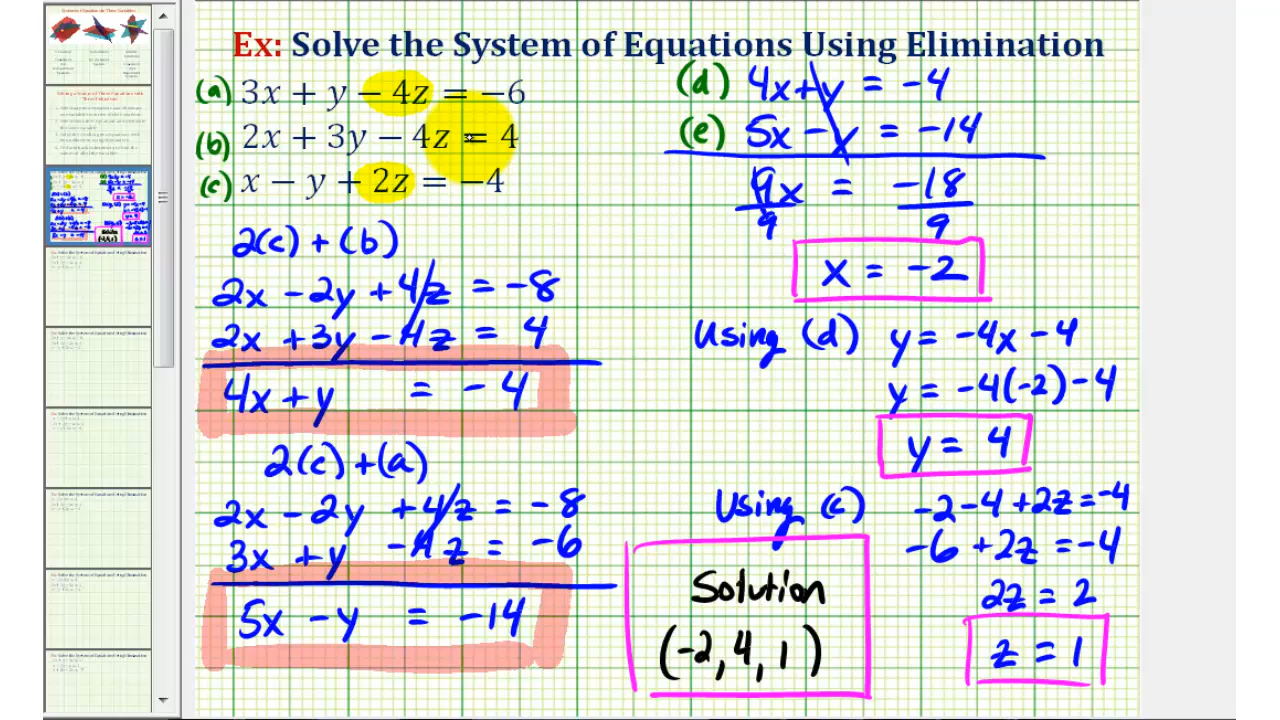 Ex: Solve the System of Equations Using Elimination
(a) 3x + y − 4z = −6
(b) 2x + 3y − 4z = 4
(c) x − y + 2z = −4
2(c) + (b)
2x − 2y + 4z = −8
2x + 3y − 4z = 4
4x + y = −4
2(c) + (a)
2x − 2y + 4z = −8
3x + y − 4z = −6
5x − y = −14
(d) 4x + y = −4
(e) 5x − y = −14
9x = −18
9 9
x = −2
Using (d) y = −4x − 4
y = −4(−2) − 4
y = 4
Using (c) −2 − 4 + 2z = −4
−6 + 2z = −4
2z = 2
z = 1
Solution
(−2, 4, 1)